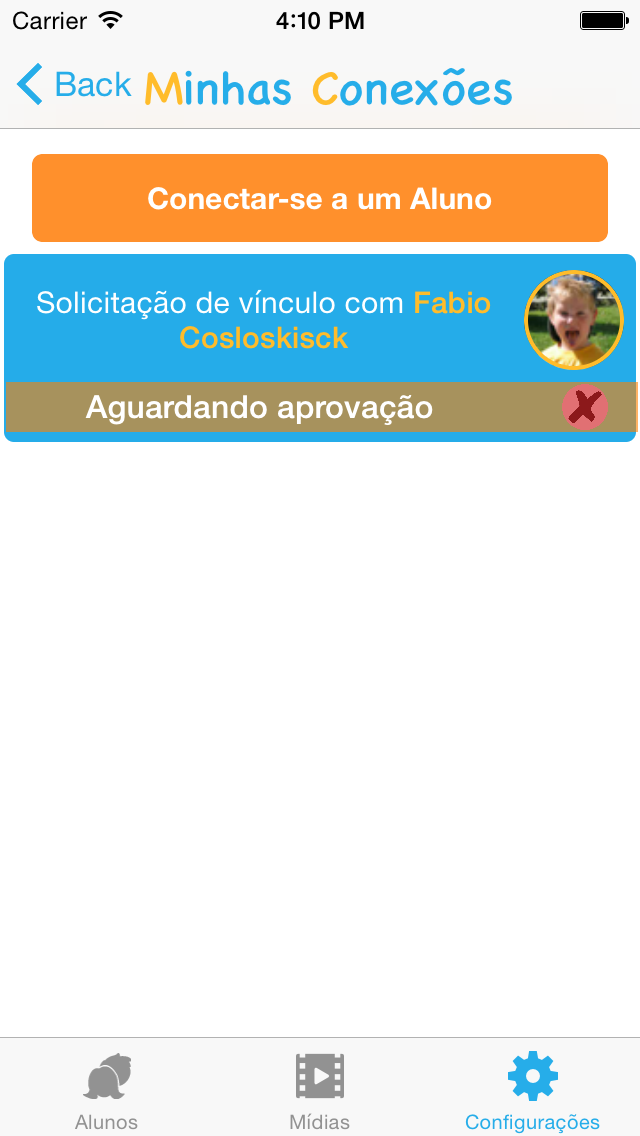 Carrier 4:10 PM
Back Minhas Conexões
Conectar-se a um Aluno
Solicitação de vínculo com Fabio
Cosloskisck
Aguardando aprovação
Alunos Mídias Configurações